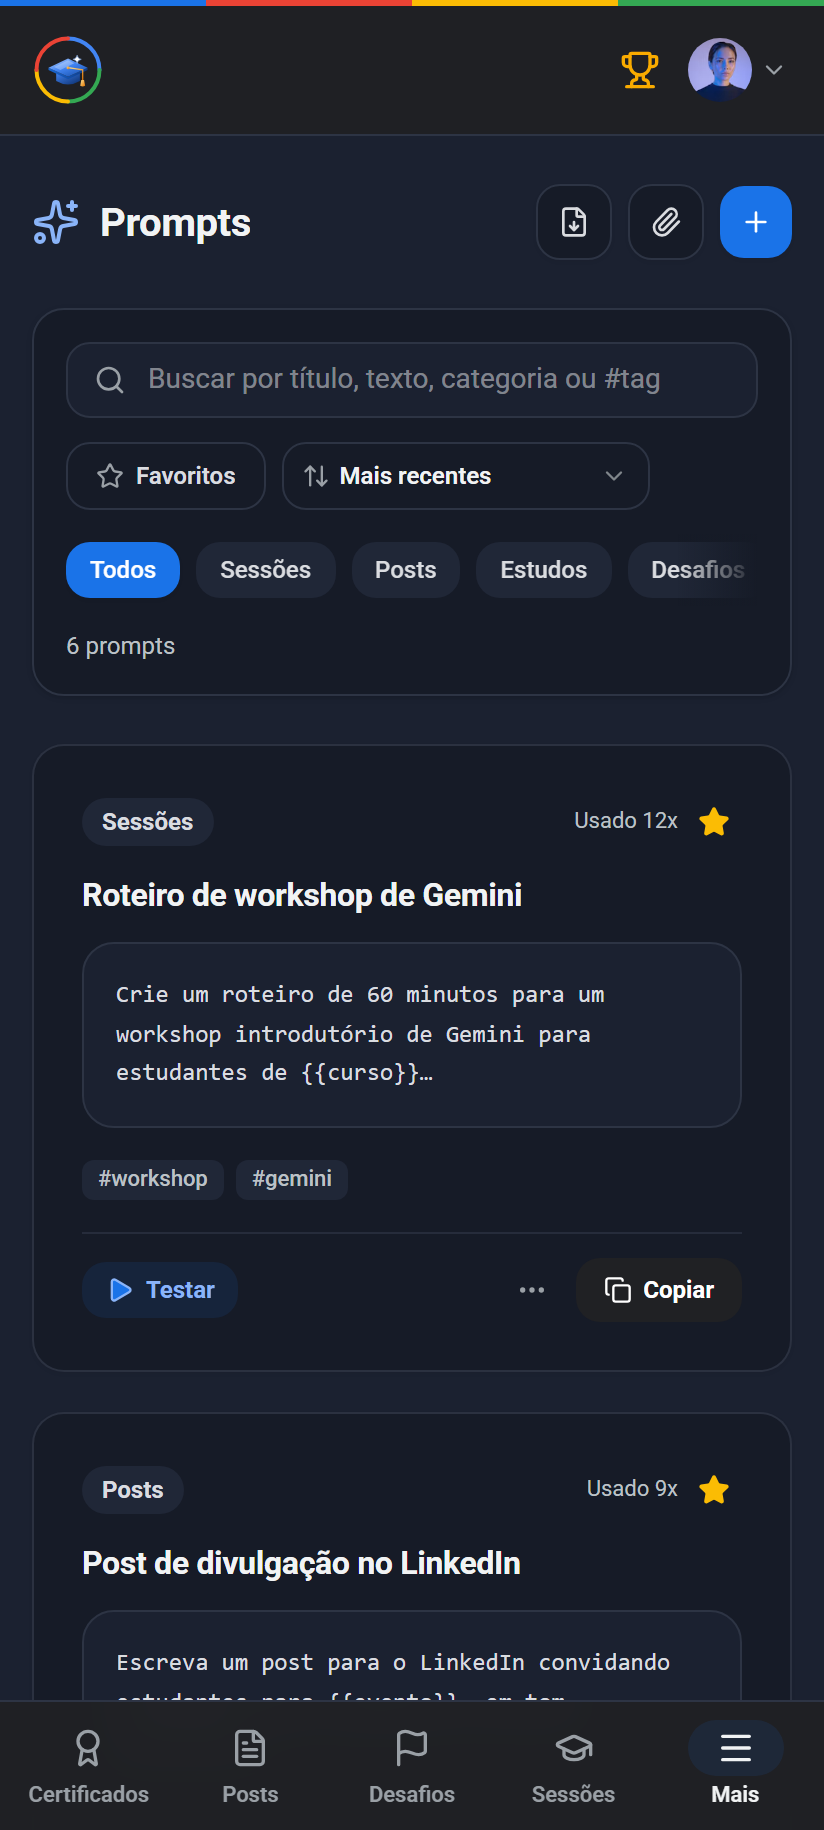 Prompts
Buscar por título, texto, categoria ou #tag
Favoritos
Mais recentes
Todos
Sessões
Posts
Estudos
Desafios
6 prompts
Sessões
Usado 12x
Roteiro de workshop de Gemini
Crie um roteiro de 60 minutos para um
workshop introdutório de Gemini para
estudantes de {{curso}}…
#workshop
#gemini
Testar
Copiar
Posts
Usado 9x
Post de divulgação no LinkedIn
Escreva um post para o LinkedIn convidando
Certificados
Posts
Desafios
Sessões
Mais